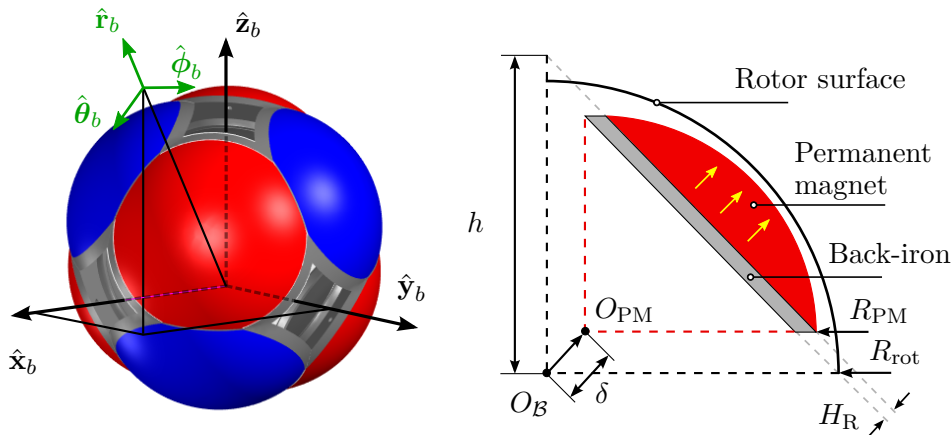 r̂_b
ẑ_b
ϕ̂_b
θ̂_b
ŷ_b
x̂_b
Rotor surface
Permanent
magnet
h
Back-iron
O_PM
R_PM
R_rot
O_ℬ
δ
H_R